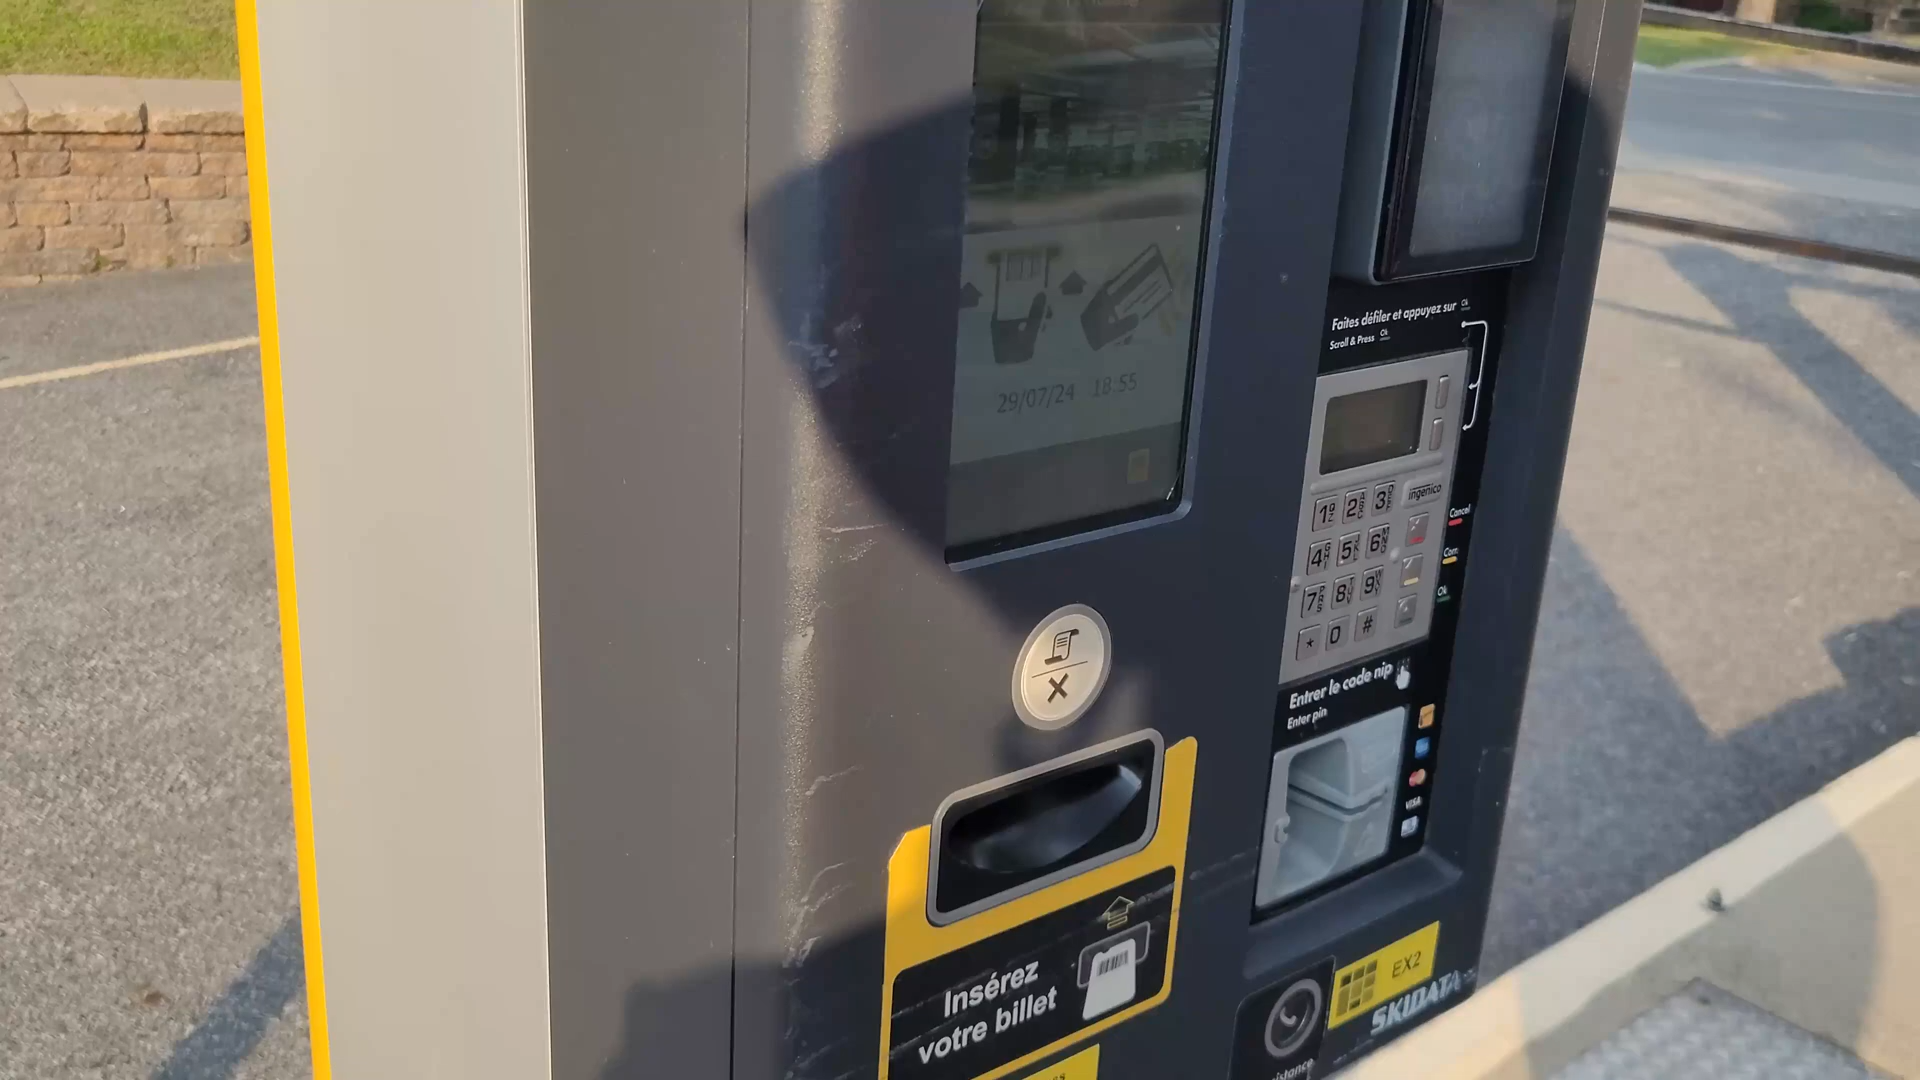 29/07/24 18:55
Faites défiler et appuyez sur Ok
Scroll & Press Ok
ingenico
1 2 3
4 5 6
7 8 9
* 0 #
Cancel
Corr
Ok
Entrer le code nip
Enter pin
VISA
Insérez
votre billet
EX2
SKIDATA